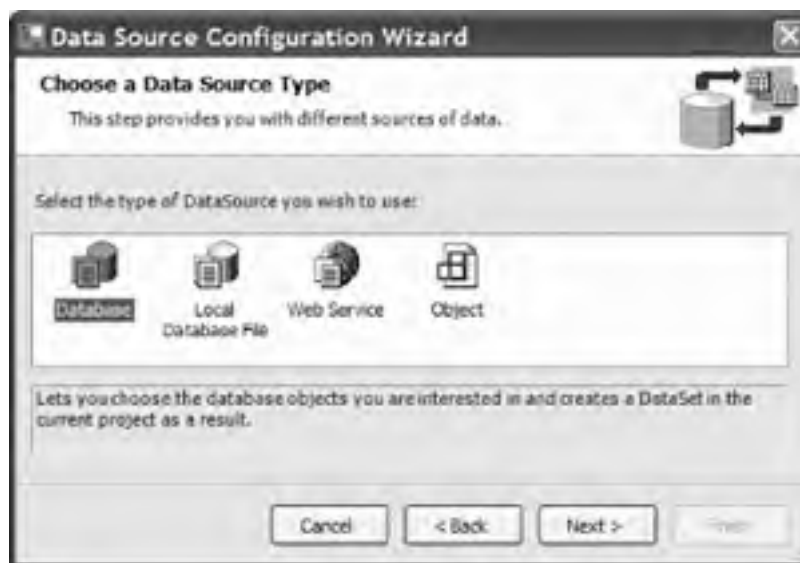 Data Source Configuration Wizard
Choose a Data Source Type
This step provides you with different sources of data.
Select the type of DataSource you wish to use:
Database
Local
Database File
Web Service
Object
Lets you choose the database objects you are interested in and creates a DataSet in the
current project as a result.
Cancel
< Back
Next >
Finish